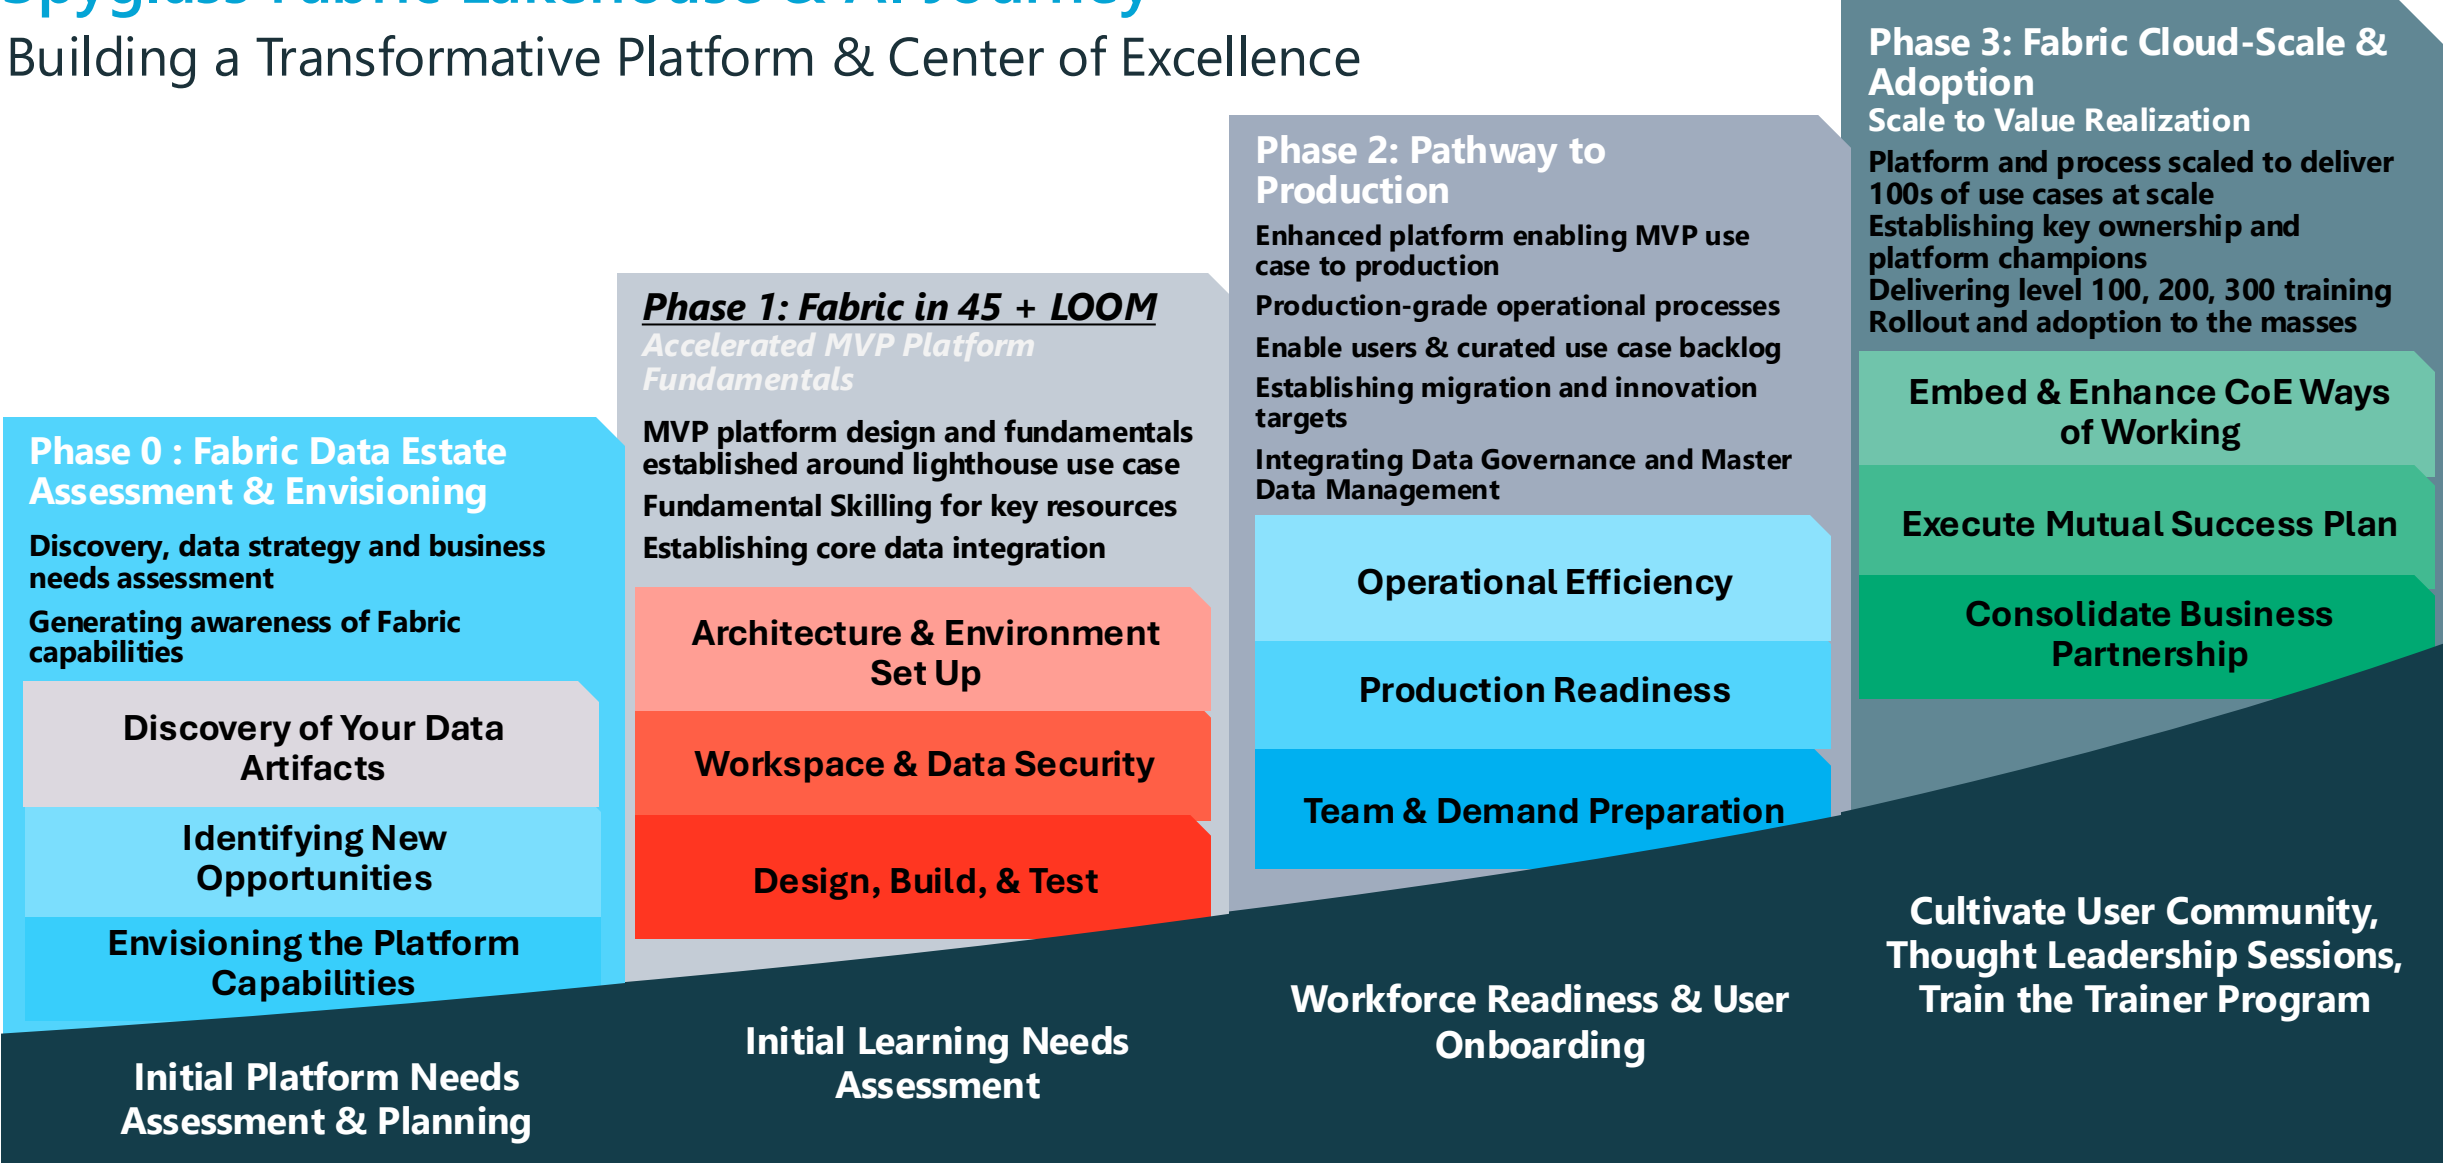 Spyglass Fabric Lakehouse & AI Journey
Building a Transformative Platform & Center of Excellence
Phase 0 : Fabric Data Estate
Assessment & Envisioning
Discovery, data strategy and business
needs assessment
Generating awareness of Fabric
capabilities
Discovery of Your Data
Artifacts
Identifying New
Opportunities
Envisioning the Platform
Capabilities
Initial Platform Needs
Assessment & Planning
Phase 1: Fabric in 45 + LOOM
Accelerated MVP Platform
Fundamentals
MVP platform design and fundamentals
established around lighthouse use case
Fundamental Skilling for key resources
Establishing core data integration
Architecture & Environment
Set Up
Workspace & Data Security
Design, Build, & Test
Initial Learning Needs
Assessment
Phase 2: Pathway to
Production
Enhanced platform enabling MVP use
case to production
Production-grade operational processes
Enable users & curated use case backlog
Establishing migration and innovation
targets
Integrating Data Governance and Master
Data Management
Operational Efficiency
Production Readiness
Team & Demand Preparation
Workforce Readiness & User
Onboarding
Phase 3: Fabric Cloud-Scale &
Adoption
Scale to Value Realization
Platform and process scaled to deliver
100s of use cases at scale
Establishing key ownership and
platform champions
Delivering level 100, 200, 300 training
Rollout and adoption to the masses
Embed & Enhance CoE Ways
of Working
Execute Mutual Success Plan
Consolidate Business
Partnership
Cultivate User Community,
Thought Leadership Sessions,
Train the Trainer Program